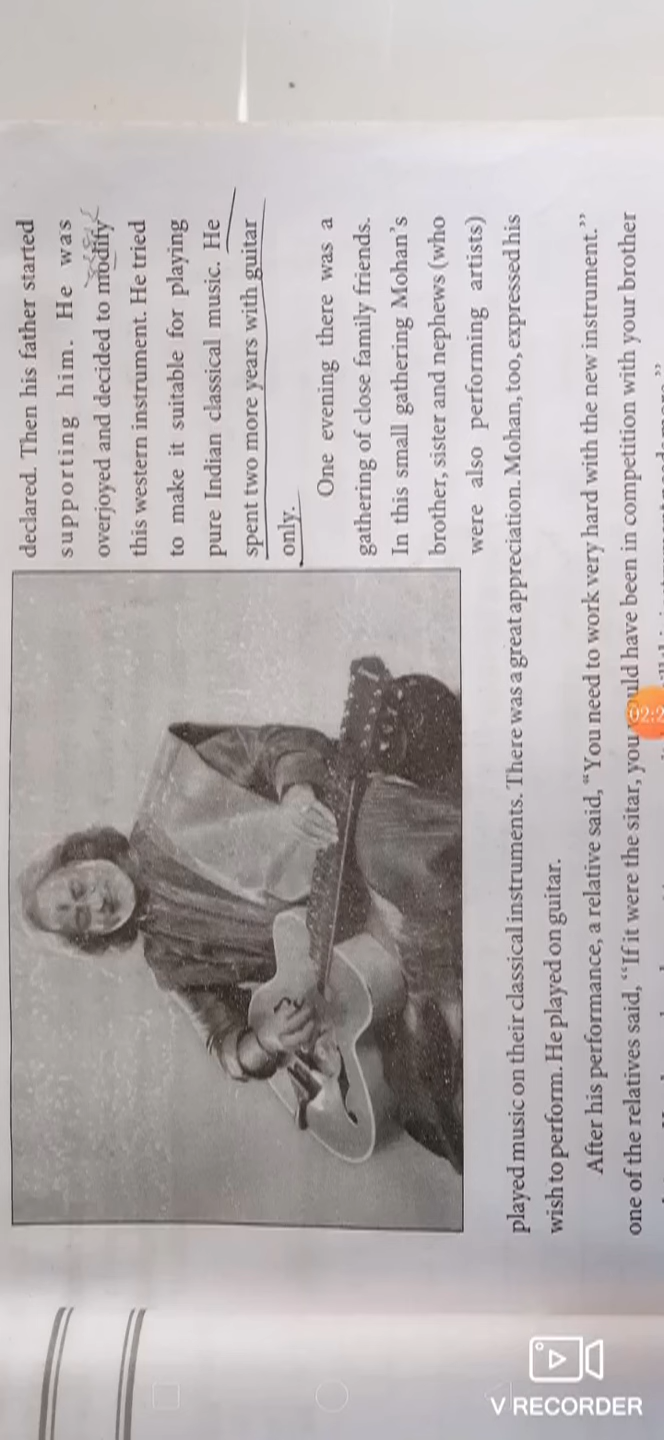 declared. Then his father started
supporting him. He was
overjoyed and decided to modify
this western instrument. He tried
to make it suitable for playing
pure Indian classical music. He
spent two more years with guitar
only.
One evening there was a
gathering of close family friends.
In this small gathering Mohan's
brother, sister and nephews (who
were also performing artists)
played music on their classical instruments. There was a great appreciation. Mohan, too, expressed his
wish to perform. He played on guitar.
After his performance, a relative said, “You need to work very hard with the new instrument.”
one of the relatives said, “If it were the sitar, you have been in competition with your brother
02:2
V RECORDER